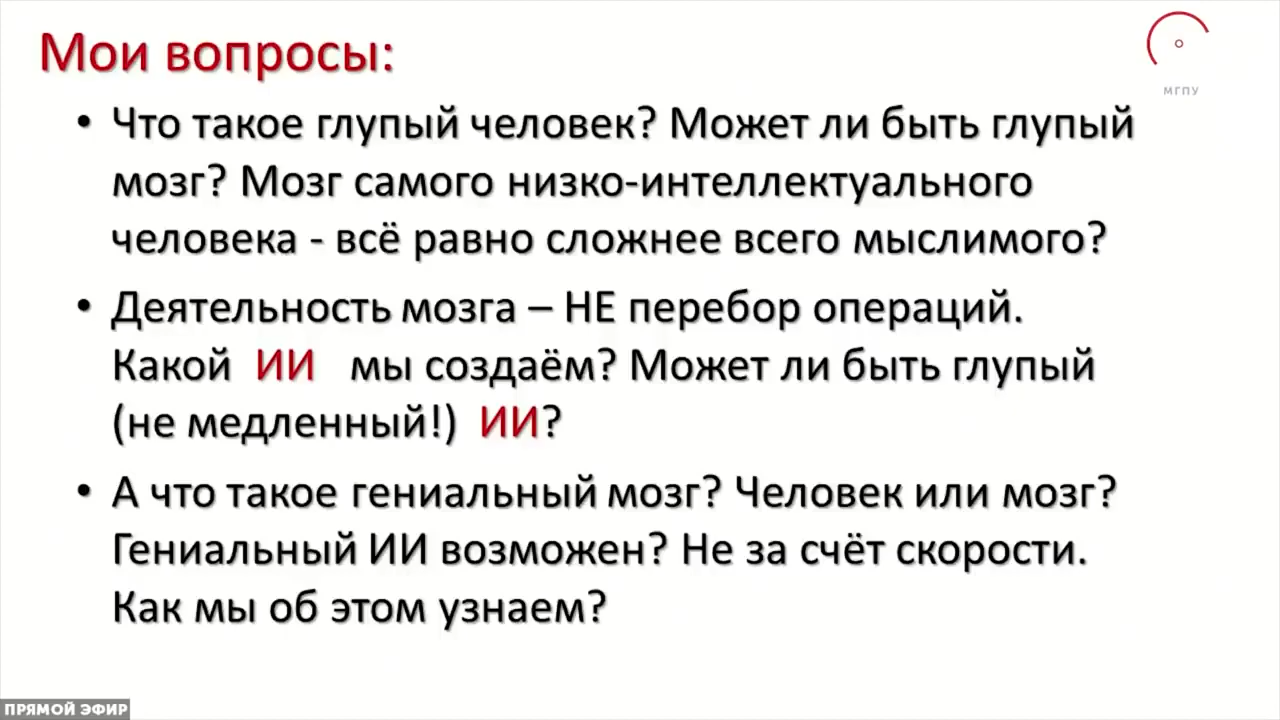 Мои вопросы:
МГПУ
• Что такое глупый человек? Может ли быть глупый
мозг? Мозг самого низко-интеллектуального
человека - всё равно сложнее всего мыслимого?
• Деятельность мозга – НЕ перебор операций.
Какой ИИ мы создаём? Может ли быть глупый
(не медленный!) ИИ?
• А что такое гениальный мозг? Человек или мозг?
Гениальный ИИ возможен? Не за счёт скорости.
Как мы об этом узнаем?
ПРЯМОЙ ЭФИР